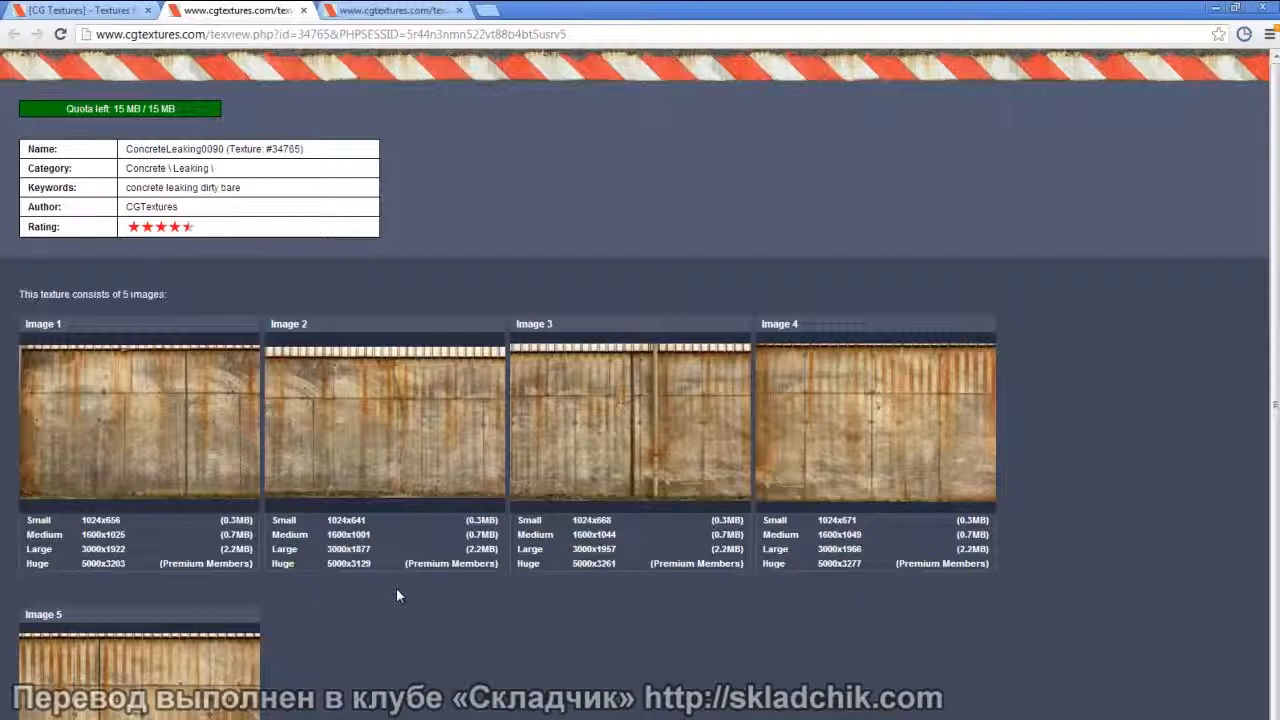 [CG Textures] - Textures f
www.cgtextures.com/tex
www.cgtextures.com/tex
www.cgtextures.com/texview.php?id=34765&PHPSESSID=5r44n3nmn522vt88b4bt5usrv5
Quota left: 15 MB / 15 MB
Name: ConcreteLeaking0090 (Texture: #34765)
Category: Concrete \ Leaking \
Keywords: concrete leaking dirty bare
Author: CGTextures
Rating:
This texture consists of 5 images:
Image 1
Small 1024x656 (0.3MB)
Medium 1600x1025 (0.7MB)
Large 3000x1922 (2.2MB)
Huge 5000x3203 (Premium Members)
Image 2
Small 1024x641 (0.3MB)
Medium 1600x1001 (0.7MB)
Large 3000x1877 (2.2MB)
Huge 5000x3129 (Premium Members)
Image 3
Small 1024x668 (0.3MB)
Medium 1600x1044 (0.7MB)
Large 3000x1957 (2.2MB)
Huge 5000x3261 (Premium Members)
Image 4
Small 1024x671 (0.3MB)
Medium 1600x1049 (0.7MB)
Large 3000x1966 (2.2MB)
Huge 5000x3277 (Premium Members)
Image 5
Перевод выполнен в клубе «Складчик» http://skladchik.com